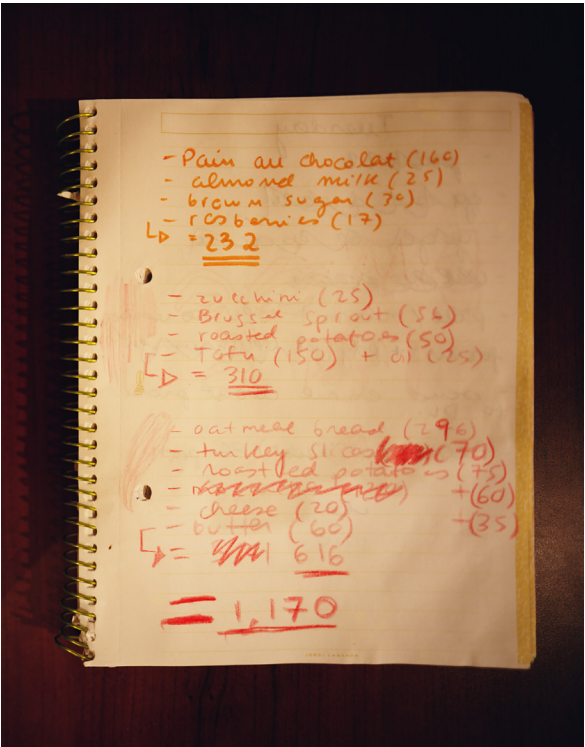 - Pain au chocolat (160)
- almond milk (25)
- brown sugar (30)
- rasberries (17)
= 232
- zucchini (25)
- Brussel sprout (56)
- roasted potatoes (50)
- Tofu (150) + oil (25)
= 310
- oatmeal bread (296)
- turkey slices (70)
- roasted potatoes (75)
+(60)
- cheese (20)
- butter (60) +(35)
= 616
= 1,170